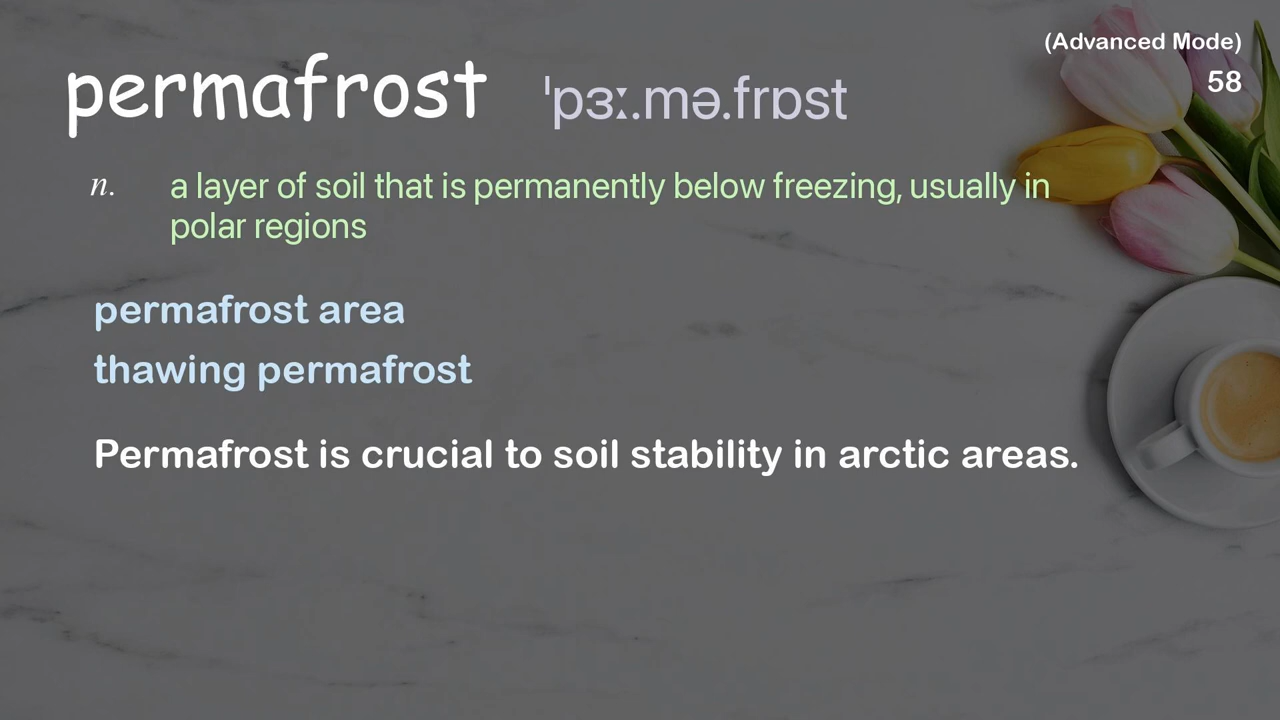 (Advanced Mode)
58
permafrost ˈpɜː.mə.frɒst
n. a layer of soil that is permanently below freezing, usually in
polar regions
permafrost area
thawing permafrost
Permafrost is crucial to soil stability in arctic areas.